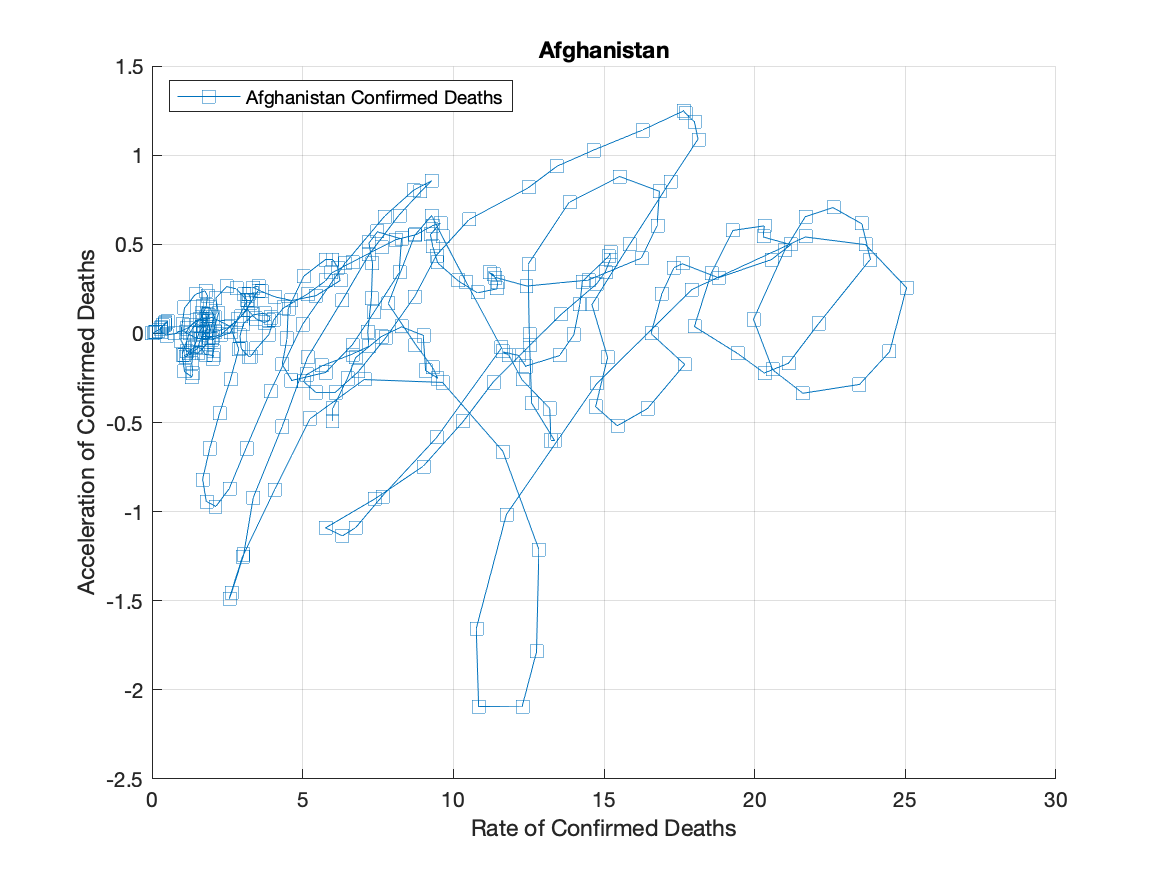 Afghanistan
1.5
Afghanistan Confirmed Deaths
1
0.5
0
-0.5
-1
-1.5
-2
-2.5
Acceleration of Confirmed Deaths
0 5 10 15 20 25 30
Rate of Confirmed Deaths